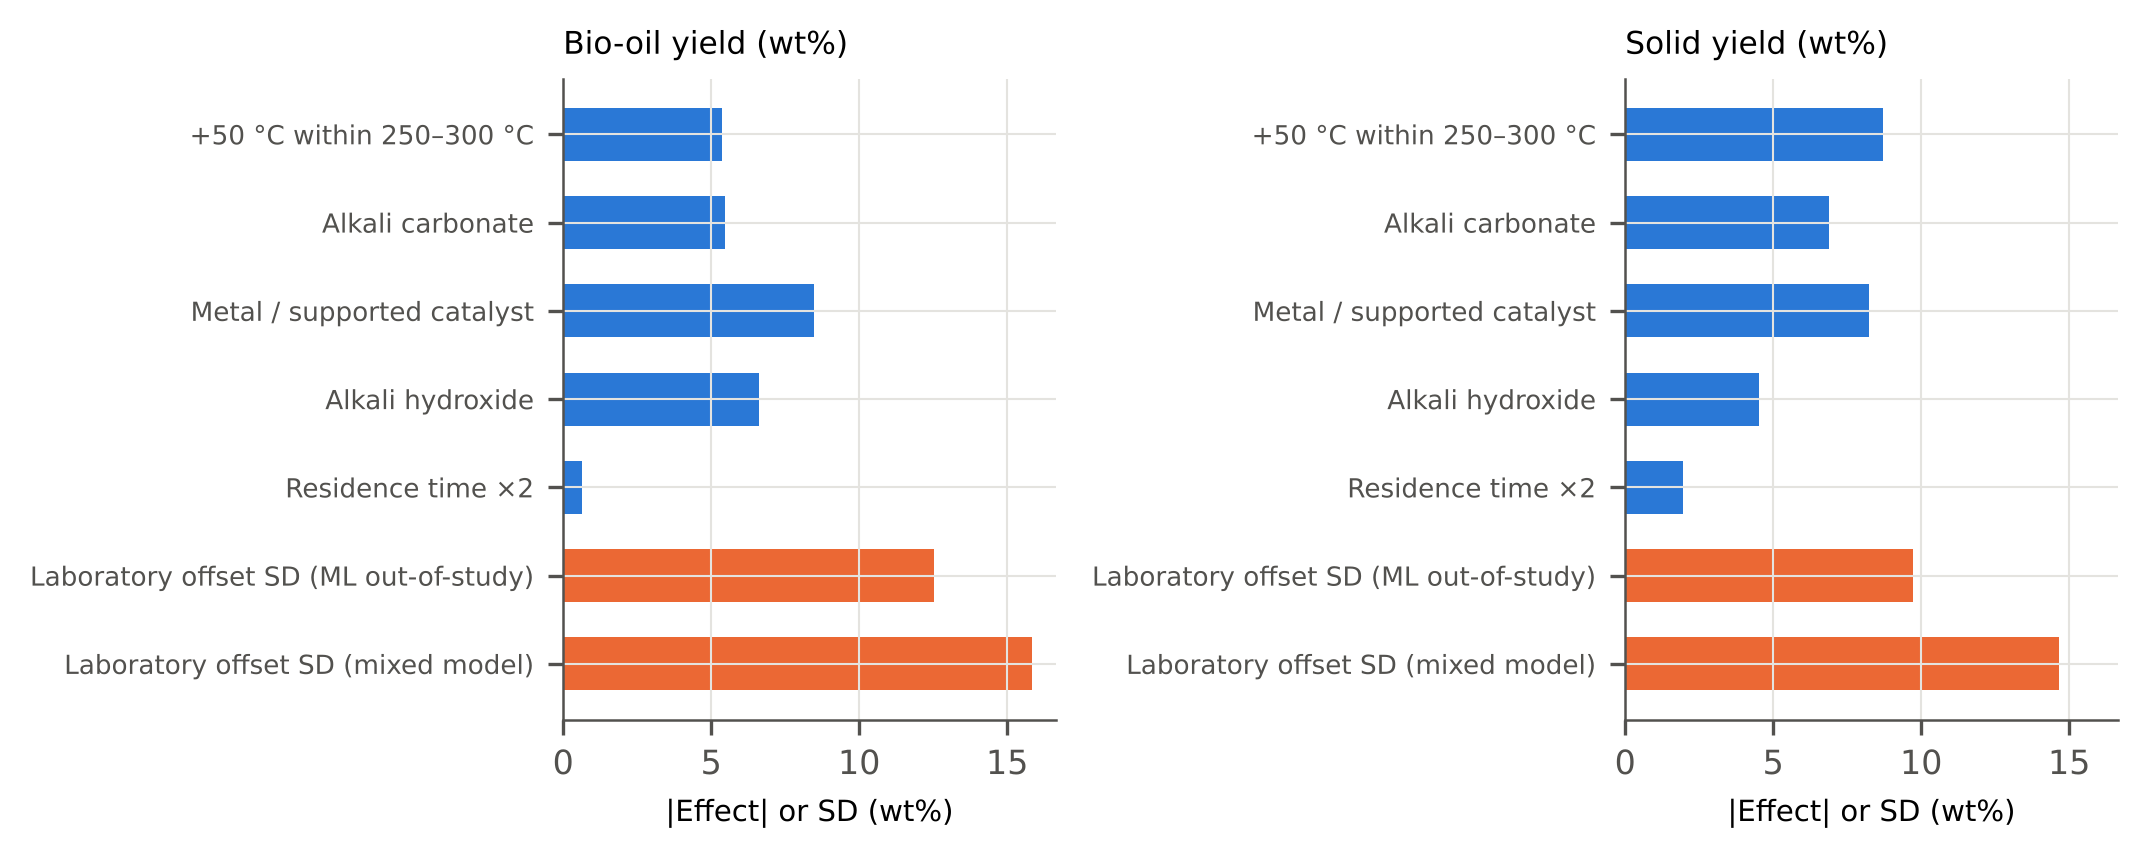 Bio-oil yield (wt%)
+50 °C within 250–300 °C
Alkali carbonate
Metal / supported catalyst
Alkali hydroxide
Residence time ×2
Laboratory offset SD (ML out-of-study)
Laboratory offset SD (mixed model)
0 5 10 15
|Effect| or SD (wt%)
Solid yield (wt%)
+50 °C within 250–300 °C
Alkali carbonate
Metal / supported catalyst
Alkali hydroxide
Residence time ×2
Laboratory offset SD (ML out-of-study)
Laboratory offset SD (mixed model)
0 5 10 15
|Effect| or SD (wt%)